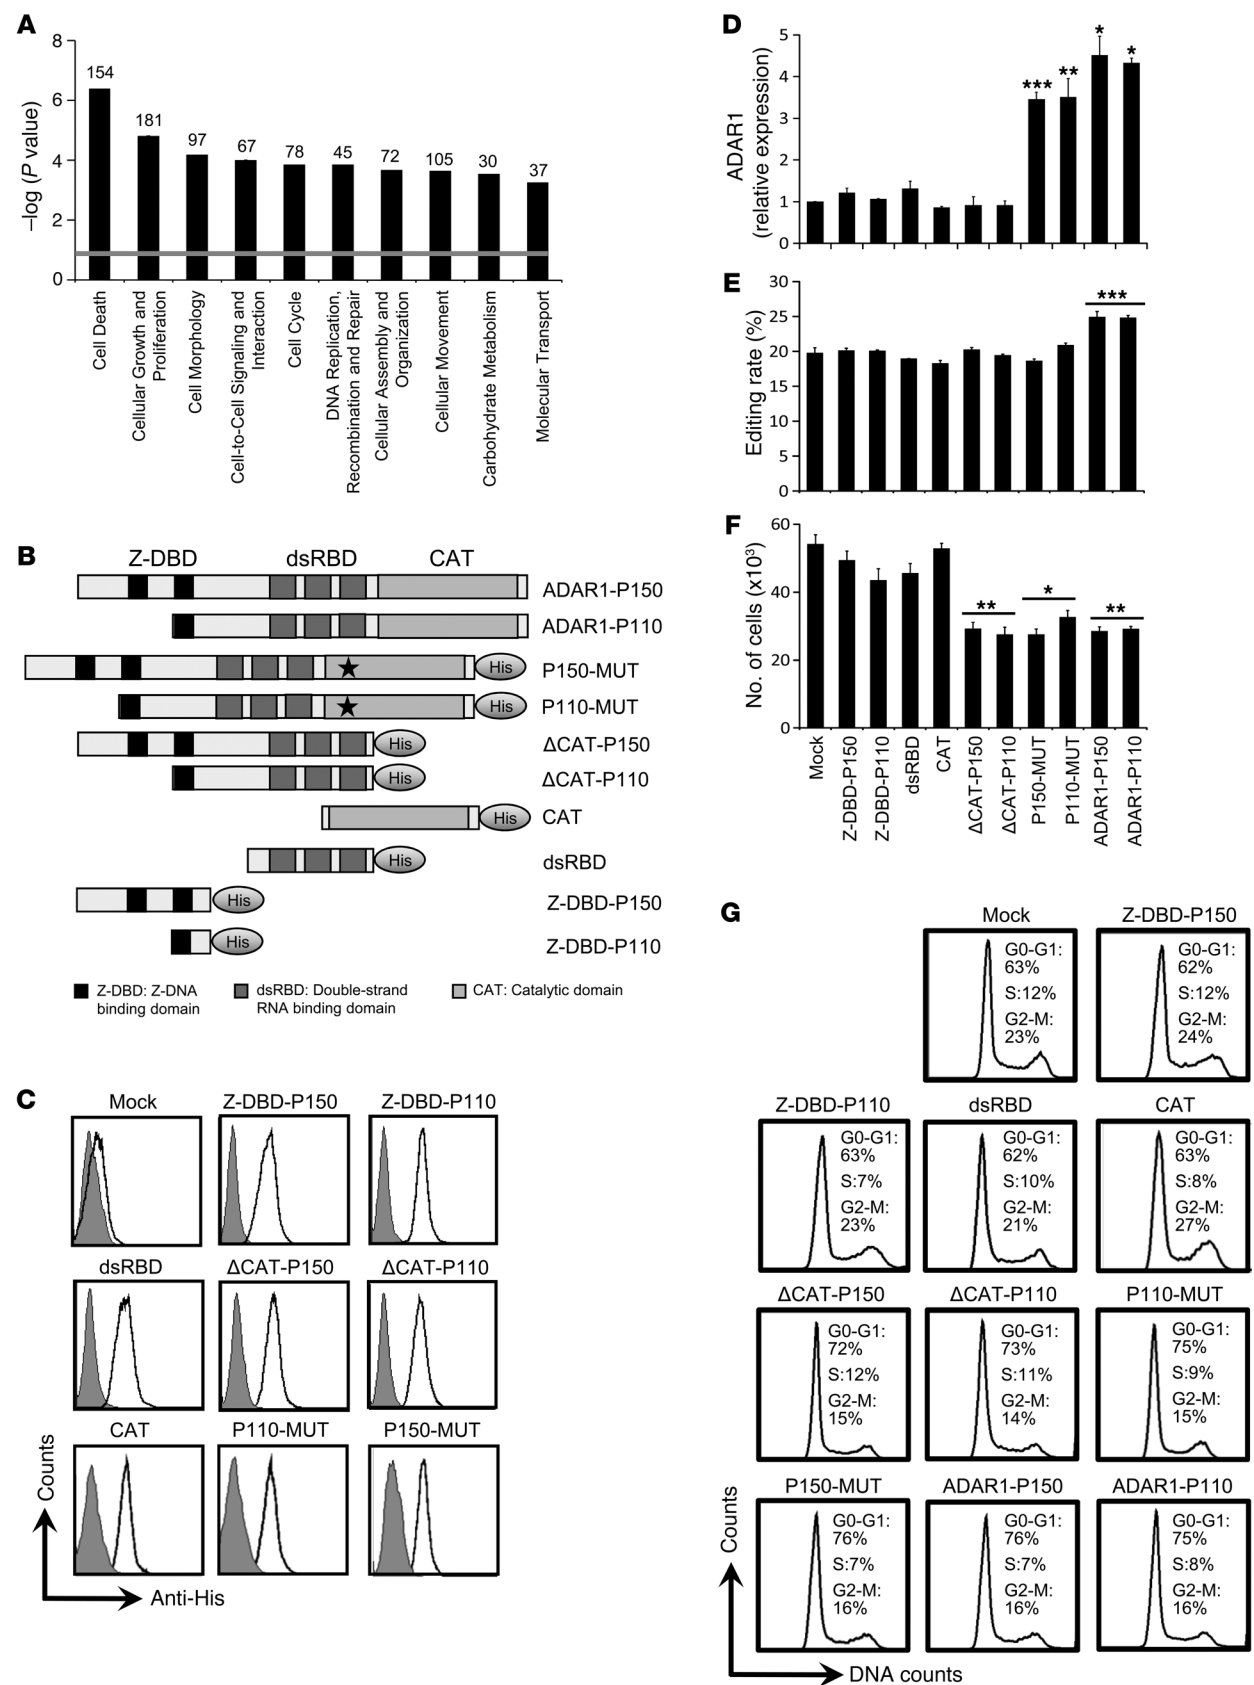 A
–log (P value)
8
6
4
2
0
154
181
97
67
78
45
72
105
30
37
Cell Death
Cellular Growth and
Proliferation
Cell Morphology
Cell-to-Cell Signaling and
Interaction
Cell Cycle
DNA Replication,
Recombination and Repair
Cellular Assembly and
Organization
Cellular Movement
Carbohydrate Metabolism
Molecular Transport
B
Z-DBD dsRBD CAT
ADAR1-P150
ADAR1-P110
His P150-MUT
His P110-MUT
His ΔCAT-P150
His ΔCAT-P110
His CAT
His dsRBD
His Z-DBD-P150
His Z-DBD-P110
Z-DBD: Z-DNA
binding domain
dsRBD: Double-strand
RNA binding domain
CAT: Catalytic domain
C
Mock Z-DBD-P150 Z-DBD-P110
dsRBD ΔCAT-P150 ΔCAT-P110
CAT P110-MUT P150-MUT
Counts
Anti-His
D
ADAR1
(relative expression)
5
4
3
2
1
0
*** ** * *
E
Editing rate (%)
30
25
20
15
10
5
0
***
F
No. of cells (x10³)
60
40
20
0
** * **
Mock
Z-DBD-P150
Z-DBD-P110
dsRBD
CAT
ΔCAT-P150
ΔCAT-P110
P150-MUT
P110-MUT
ADAR1-P150
ADAR1-P110
G
Mock
G0-G1:
63%
S:12%
G2-M:
23%
Z-DBD-P150
G0-G1:
62%
S:12%
G2-M:
24%
Z-DBD-P110
G0-G1:
63%
S:7%
G2-M:
23%
dsRBD
G0-G1:
62%
S:10%
G2-M:
21%
CAT
G0-G1:
63%
S:8%
G2-M:
27%
ΔCAT-P150
G0-G1:
72%
S:12%
G2-M:
15%
ΔCAT-P110
G0-G1:
73%
S:11%
G2-M:
14%
P110-MUT
G0-G1:
75%
S:9%
G2-M:
15%
P150-MUT
G0-G1:
76%
S:7%
G2-M:
16%
ADAR1-P150
G0-G1:
76%
S:7%
G2-M:
16%
ADAR1-P110
G0-G1:
75%
S:8%
G2-M:
16%
Counts
DNA counts